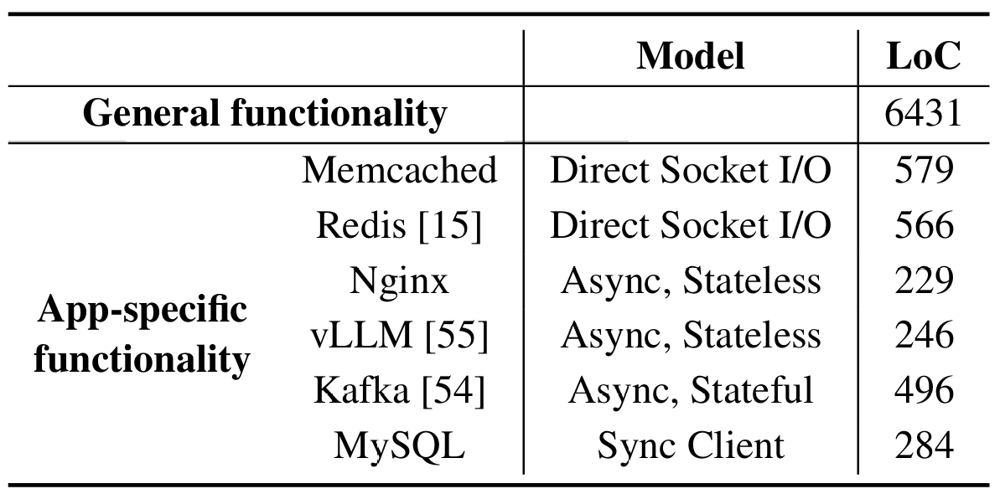 Model LoC
General functionality 6431
Memcached Direct Socket I/O 579
Redis [15] Direct Socket I/O 566
Nginx Async, Stateless 229
App-specific
functionality
vLLM [55] Async, Stateless 246
Kafka [54] Async, Stateful 496
MySQL Sync Client 284